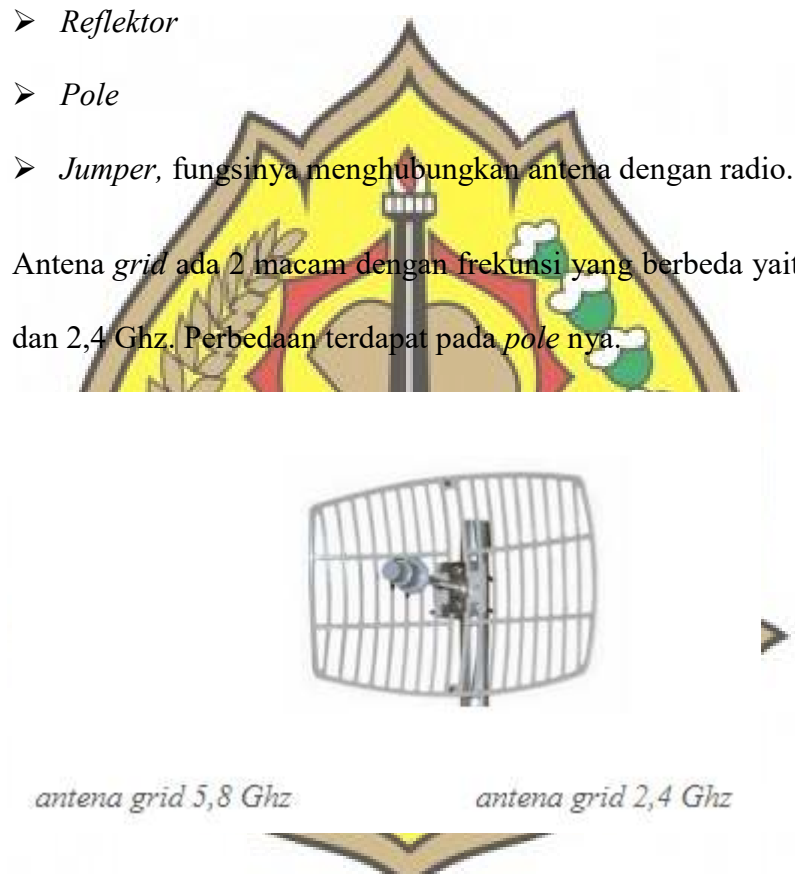 ➢ Reflektor
➢ Pole
➢ Jumper, fungsinya menghubungkan antena dengan radio.
Antena grid ada 2 macam dengan frekunsi yang berbeda yait
dan 2,4 Ghz. Perbedaan terdapat pada pole nya.
antena grid 5,8 Ghz antena grid 2,4 Ghz